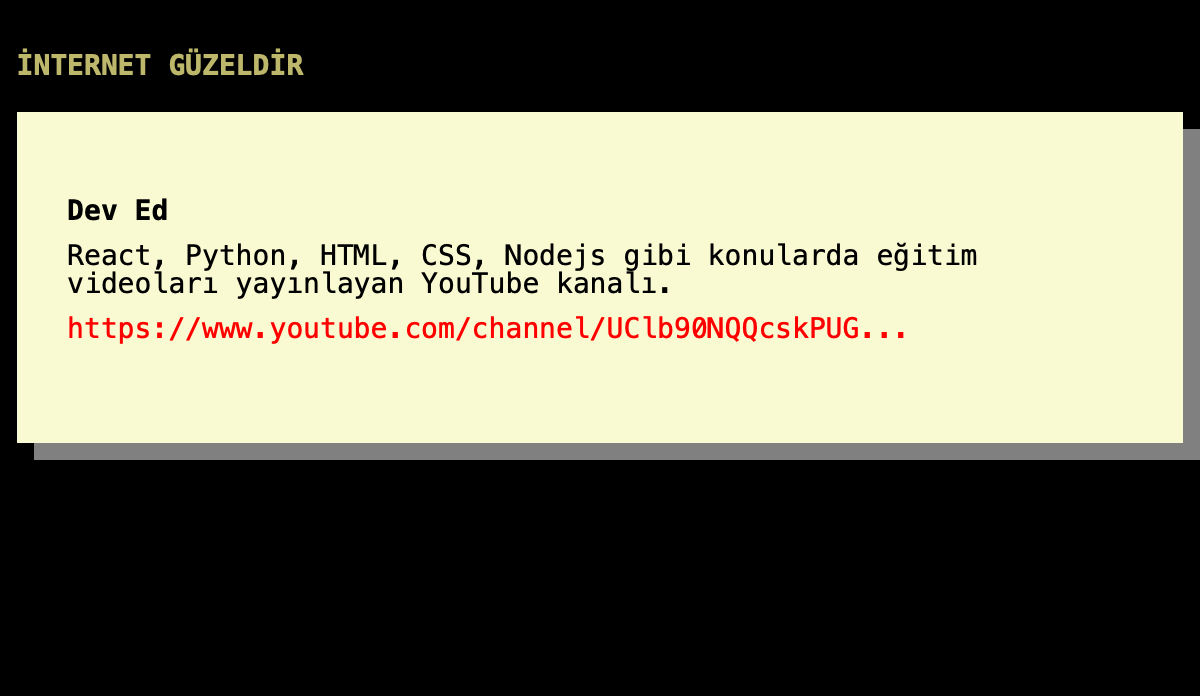 İNTERNET GÜZELDİR
Dev Ed
React, Python, HTML, CSS, Nodejs gibi konularda eğitim
videoları yayınlayan YouTube kanalı.
https://www.youtube.com/channel/UClb90NQQcskPUG...